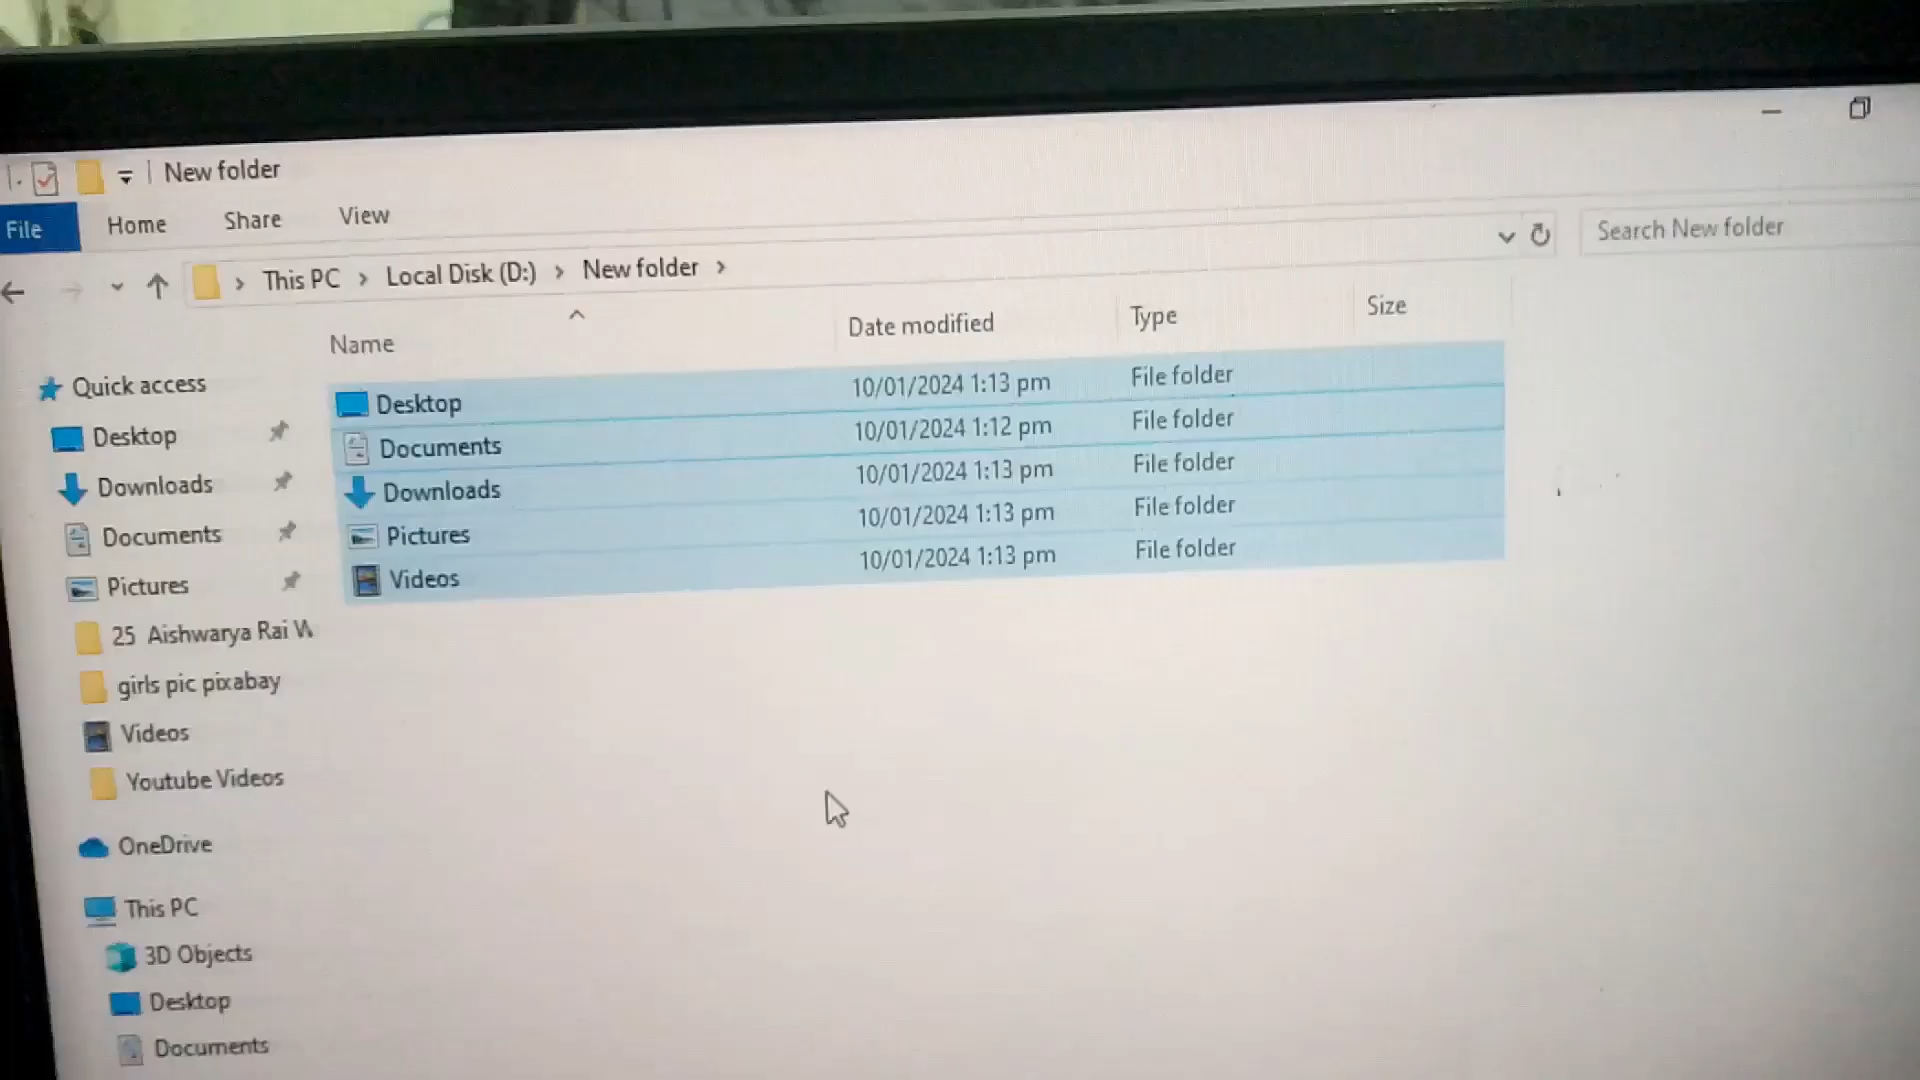 New folder
File Home Share View
This PC › Local Disk (D:) › New folder ›
Search New folder
Name Date modified Type Size
Quick access
Desktop
Downloads
Documents
Pictures
25 Aishwarya Rai
girls pic pixabay
Videos
Youtube Videos
OneDrive
This PC
3D Objects
Desktop
Documents
Desktop 10/01/2024 1:13 pm File folder
Documents 10/01/2024 1:12 pm File folder
Downloads 10/01/2024 1:13 pm File folder
Pictures 10/01/2024 1:13 pm File folder
Videos 10/01/2024 1:13 pm File folder